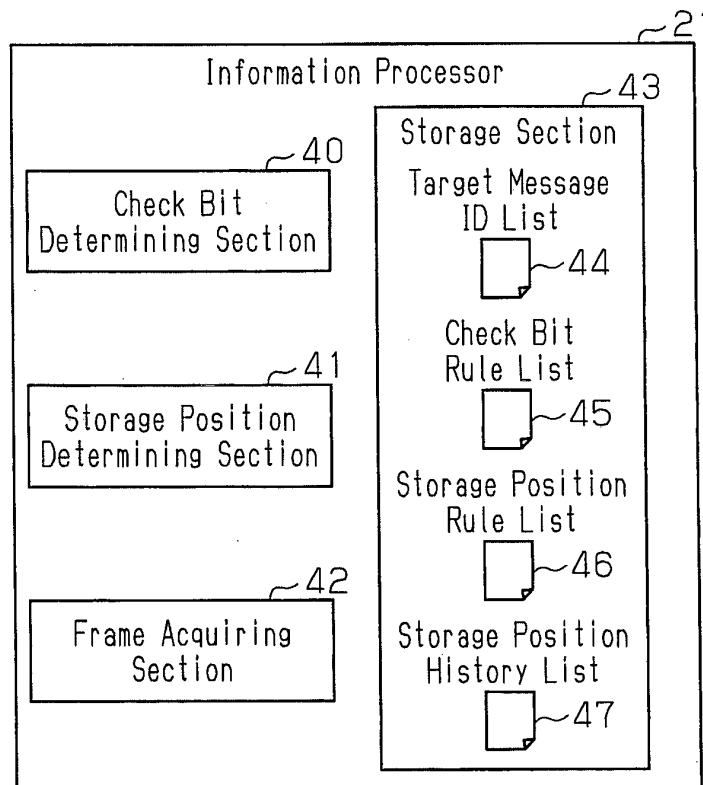 21
Information Processor
43
Storage Section
40
Check Bit
Determining Section
Target Message
ID List
44
Check Bit
Rule List
45
41
Storage Position
Determining Section
Storage Position
Rule List
46
42
Frame Acquiring
Section
Storage Position
History List
47